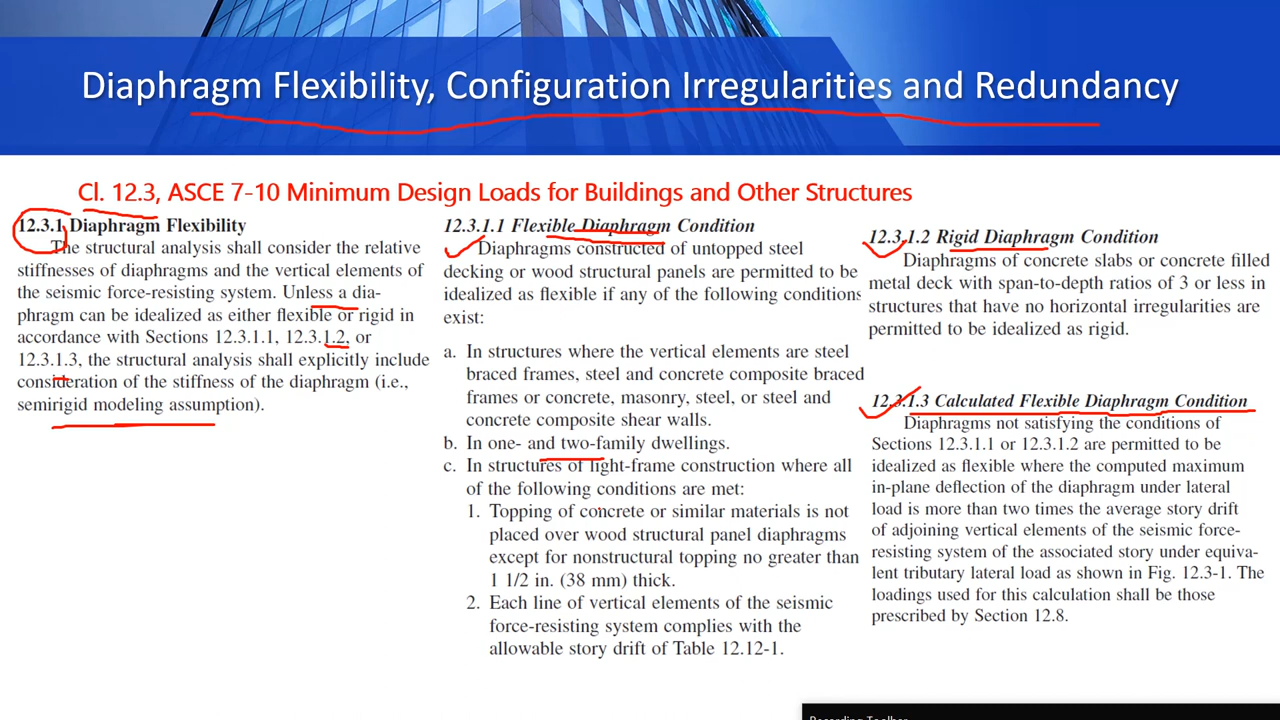 Diaphragm Flexibility, Configuration Irregularities and Redundancy
Cl. 12.3, ASCE 7-10 Minimum Design Loads for Buildings and Other Structures
12.3.1 Diaphragm Flexibility
The structural analysis shall consider the relative
stiffnesses of diaphragms and the vertical elements of
the seismic force-resisting system. Unless a dia-
phragm can be idealized as either flexible or rigid in
accordance with Sections 12.3.1.1, 12.3.1.2, or
12.3.1.3, the structural analysis shall explicitly include
consideration of the stiffness of the diaphragm (i.e.,
semirigid modeling assumption).
12.3.1.1 Flexible Diaphragm Condition
Diaphragms constructed of untopped steel
decking or wood structural panels are permitted to be
idealized as flexible if any of the following conditions
exist:
a. In structures where the vertical elements are steel
braced frames, steel and concrete composite braced
frames or concrete, masonry, steel, or steel and
concrete composite shear walls.
b. In one- and two-family dwellings.
c. In structures of light-frame construction where all
of the following conditions are met:
1. Topping of concrete or similar materials is not
placed over wood structural panel diaphragms
except for nonstructural topping no greater than
1 1/2 in. (38 mm) thick.
2. Each line of vertical elements of the seismic
force-resisting system complies with the
allowable story drift of Table 12.12-1.
12.3.1.2 Rigid Diaphragm Condition
Diaphragms of concrete slabs or concrete filled
metal deck with span-to-depth ratios of 3 or less in
structures that have no horizontal irregularities are
permitted to be idealized as rigid.
12.3.1.3 Calculated Flexible Diaphragm Condition
Diaphragms not satisfying the conditions of
Sections 12.3.1.1 or 12.3.1.2 are permitted to be
idealized as flexible where the computed maximum
in-plane deflection of the diaphragm under lateral
load is more than two times the average story drift
of adjoining vertical elements of the seismic force-
resisting system of the associated story under equiva-
lent tributary lateral load as shown in Fig. 12.3-1. The
loadings used for this calculation shall be those
prescribed by Section 12.8.